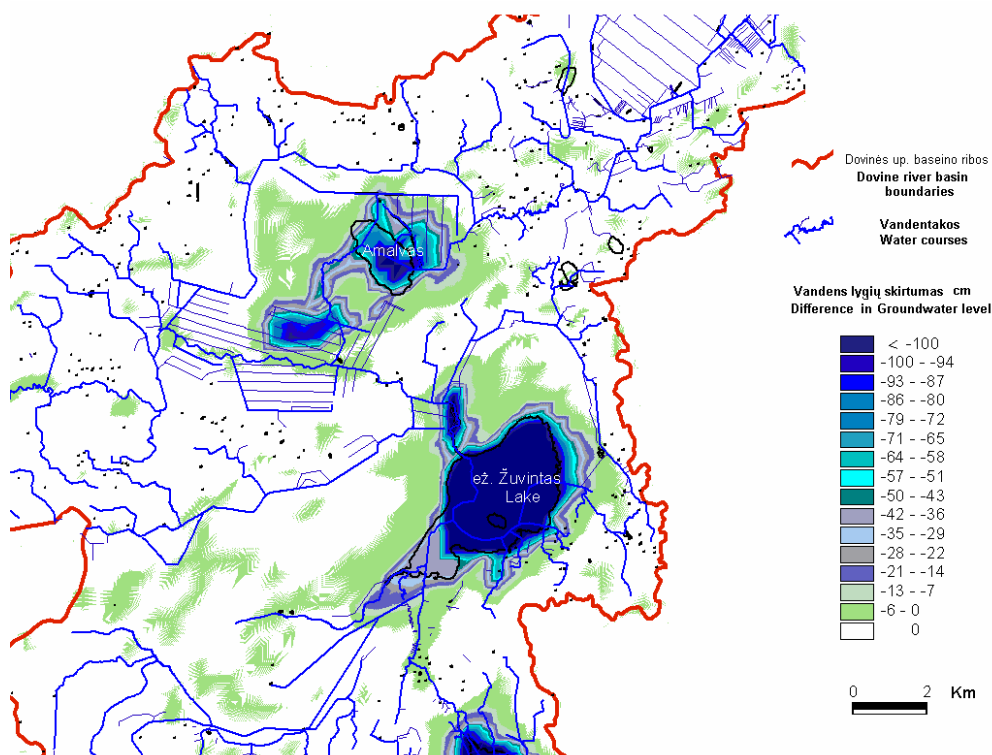 Amalvas
ež. Žuvintas
Lake
Dovinės up. baseino ribos
Dovine river basin
boundaries
Vandentakos
Water courses
Vandens lygių skirtumas cm
Difference in Groundwater level
< -100
-100 - -94
-93 - -87
-86 - -80
-79 - -72
-71 - -65
-64 - -58
-57 - -51
-50 - -43
-42 - -36
-35 - -29
-28 - -22
-21 - -14
-13 - -7
-6 - 0
0
0 2 Km